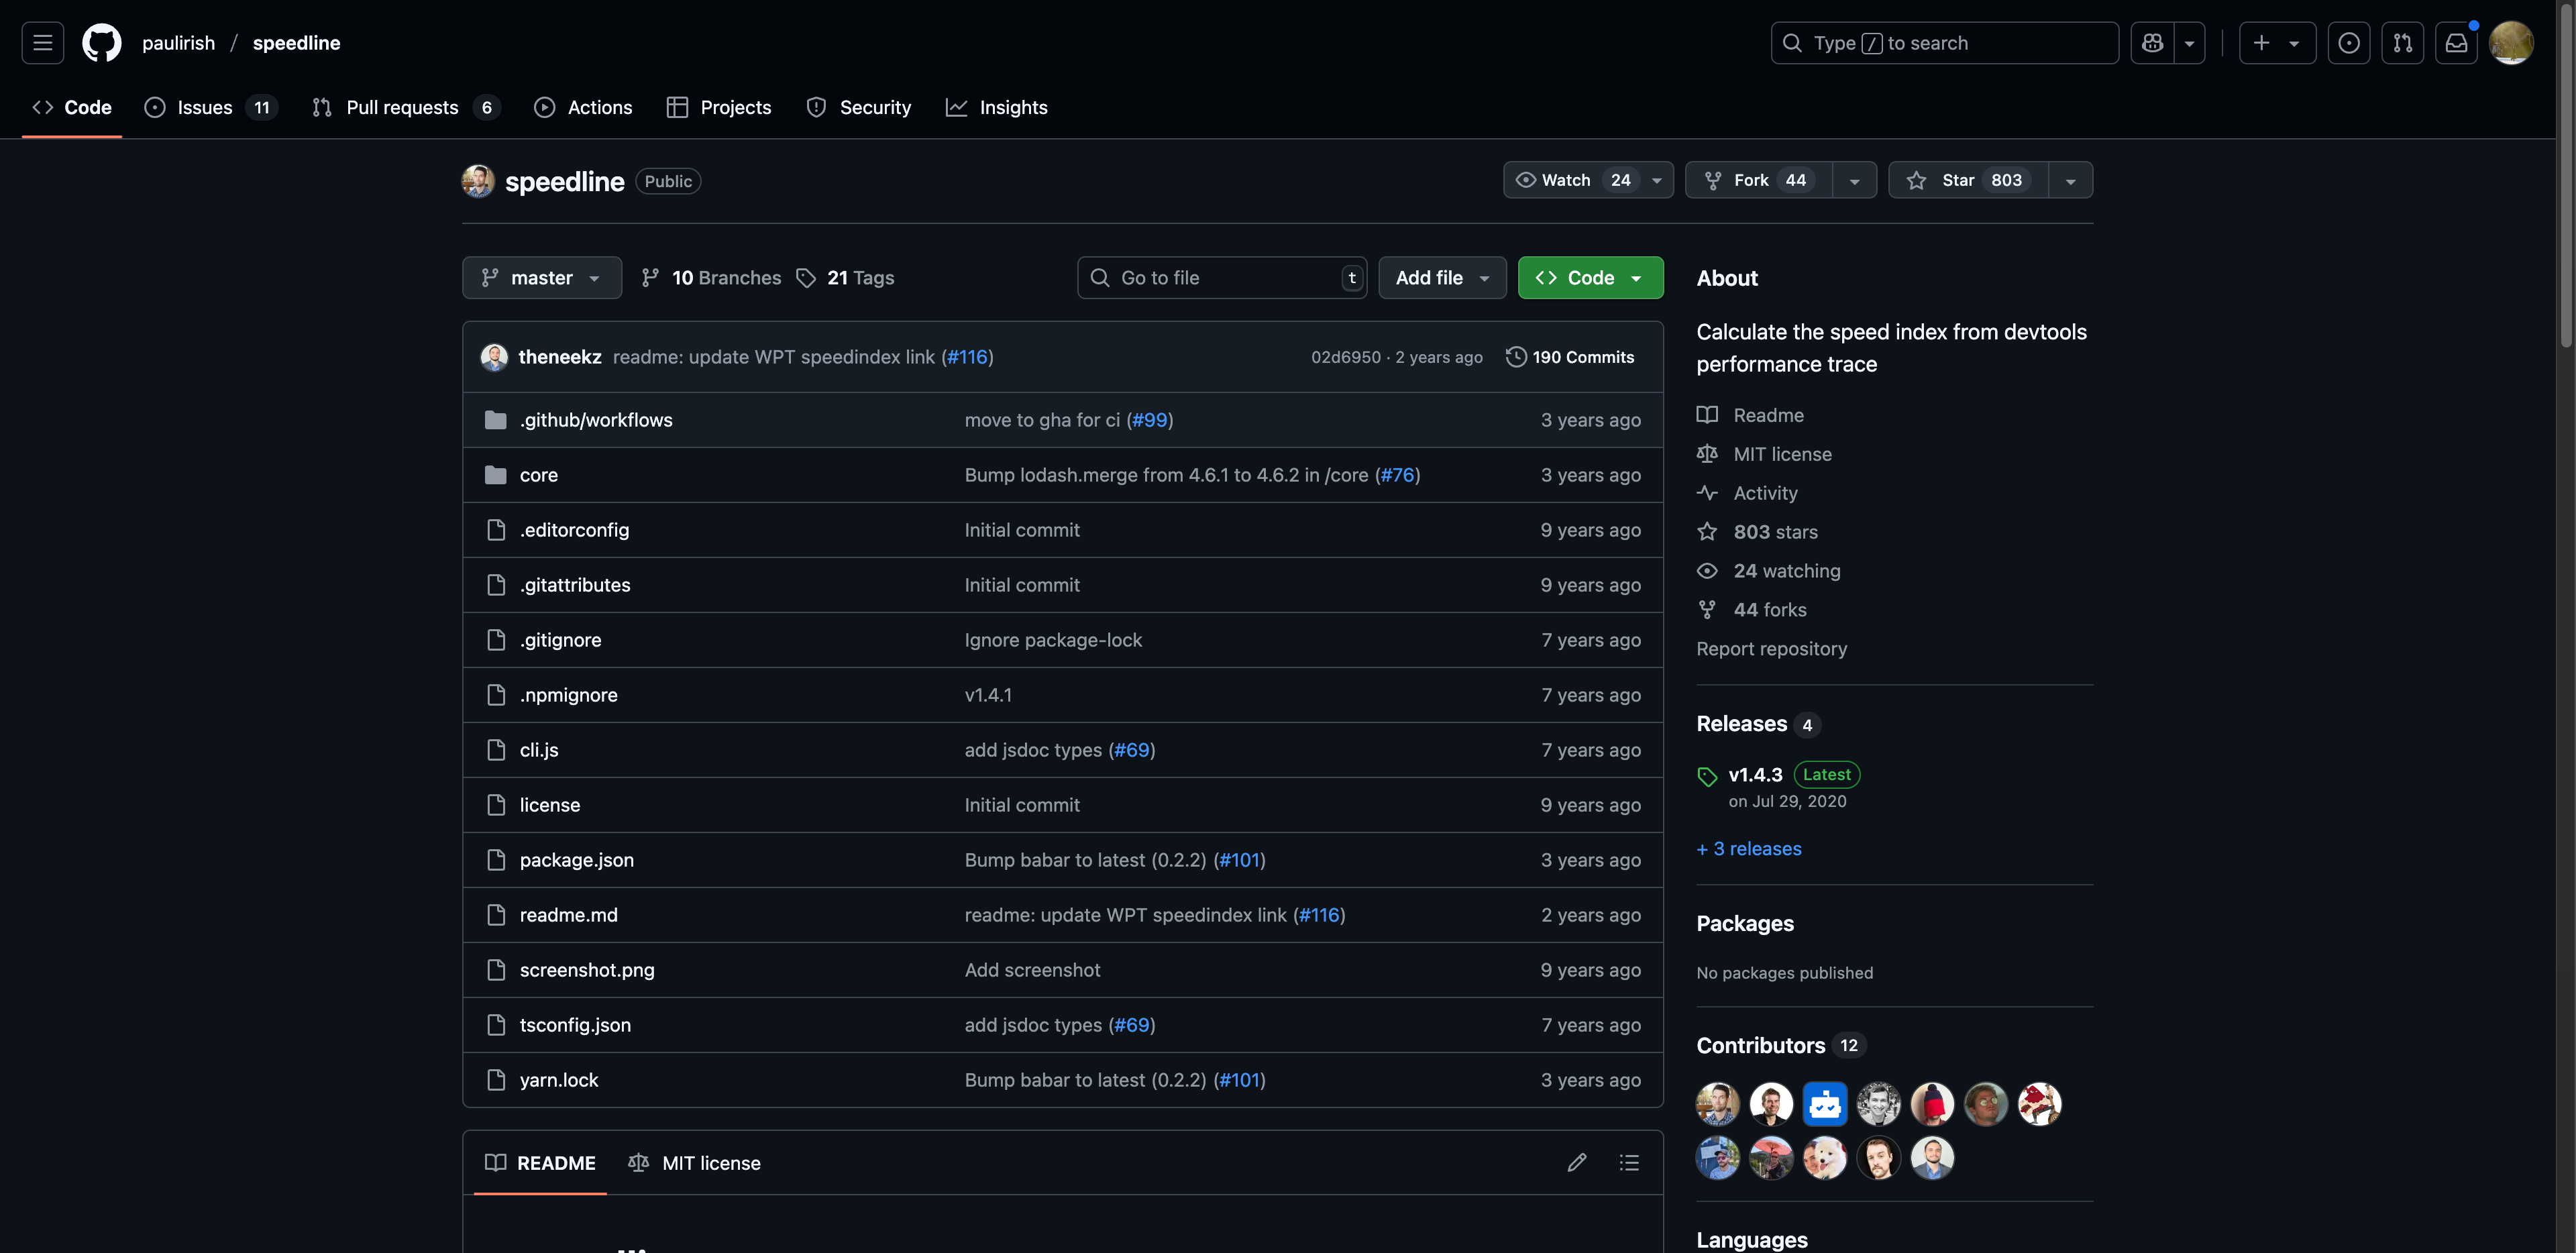 paulirish / speedline
Type / to search
Code
Issues 11
Pull requests 6
Actions
Projects
Security
Insights
speedline Public
Watch 24
Fork 44
Star 803
master
10 Branches
21 Tags
Go to file t
Add file
Code
theneekz readme: update WPT speedindex link (#116) 02d6950 · 2 years ago 190 Commits
.github/workflows move to gha for ci (#99) 3 years ago
core Bump lodash.merge from 4.6.1 to 4.6.2 in /core (#76) 3 years ago
.editorconfig Initial commit 9 years ago
.gitattributes Initial commit 9 years ago
.gitignore Ignore package-lock 7 years ago
.npmignore v1.4.1 7 years ago
cli.js add jsdoc types (#69) 7 years ago
license Initial commit 9 years ago
package.json Bump babar to latest (0.2.2) (#101) 3 years ago
readme.md readme: update WPT speedindex link (#116) 2 years ago
screenshot.png Add screenshot 9 years ago
tsconfig.json add jsdoc types (#69) 7 years ago
yarn.lock Bump babar to latest (0.2.2) (#101) 3 years ago
README
MIT license
About
Calculate the speed index from devtools
performance trace
Readme
MIT license
Activity
803 stars
24 watching
44 forks
Report repository
Releases 4
v1.4.3 Latest
on Jul 29, 2020
+ 3 releases
Packages
No packages published
Contributors 12
Languages